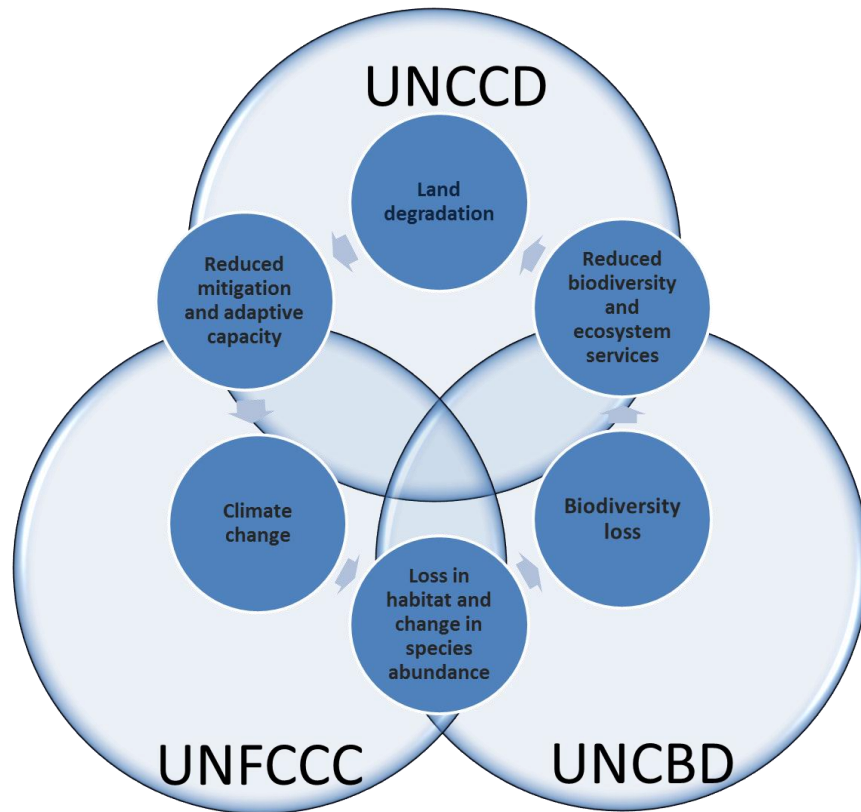 UNCCD
Land
degradation
Reduced
mitigation
and adaptive
capacity
Reduced
biodiversity
and
ecosystem
services
Climate
change
Biodiversity
loss
Loss in
habitat and
change in
species
abundance
UNFCCC
UNCBD